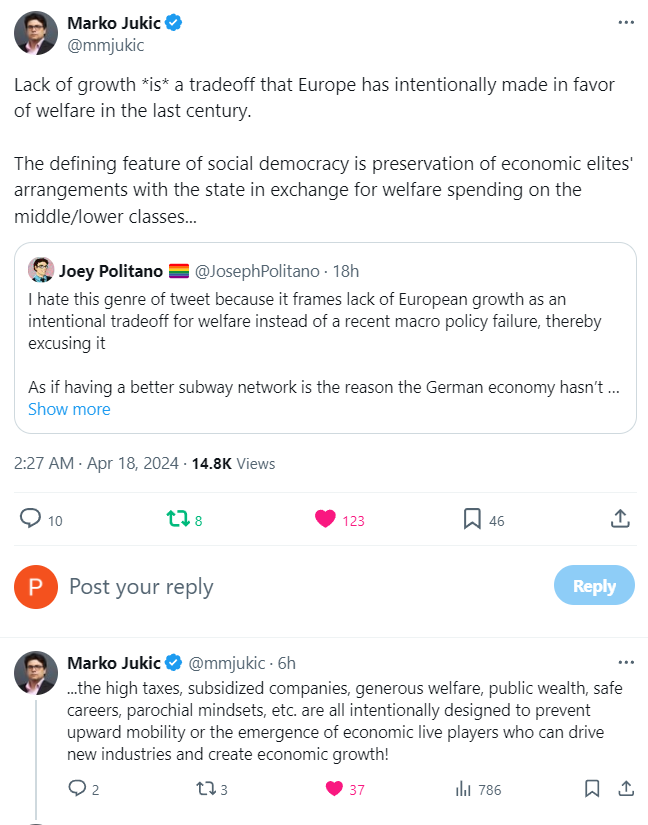 Marko Jukic
@mmjukic
Lack of growth *is* a tradeoff that Europe has intentionally made in favor
of welfare in the last century.
The defining feature of social democracy is preservation of economic elites'
arrangements with the state in exchange for welfare spending on the
middle/lower classes...
Joey Politano 🏳️‍🌈 @JosephPolitano · 18h
I hate this genre of tweet because it frames lack of European growth as an
intentional tradeoff for welfare instead of a recent macro policy failure, thereby
excusing it
As if having a better subway network is the reason the German economy hasn’t ...
Show more
2:27 AM · Apr 18, 2024 · 14.8K Views
10 8 123 46
P Post your reply Reply
Marko Jukic @mmjukic · 6h
...the high taxes, subsidized companies, generous welfare, public wealth, safe
careers, parochial mindsets, etc. are all intentionally designed to prevent
upward mobility or the emergence of economic live players who can drive
new industries and create economic growth!
2 3 37 786